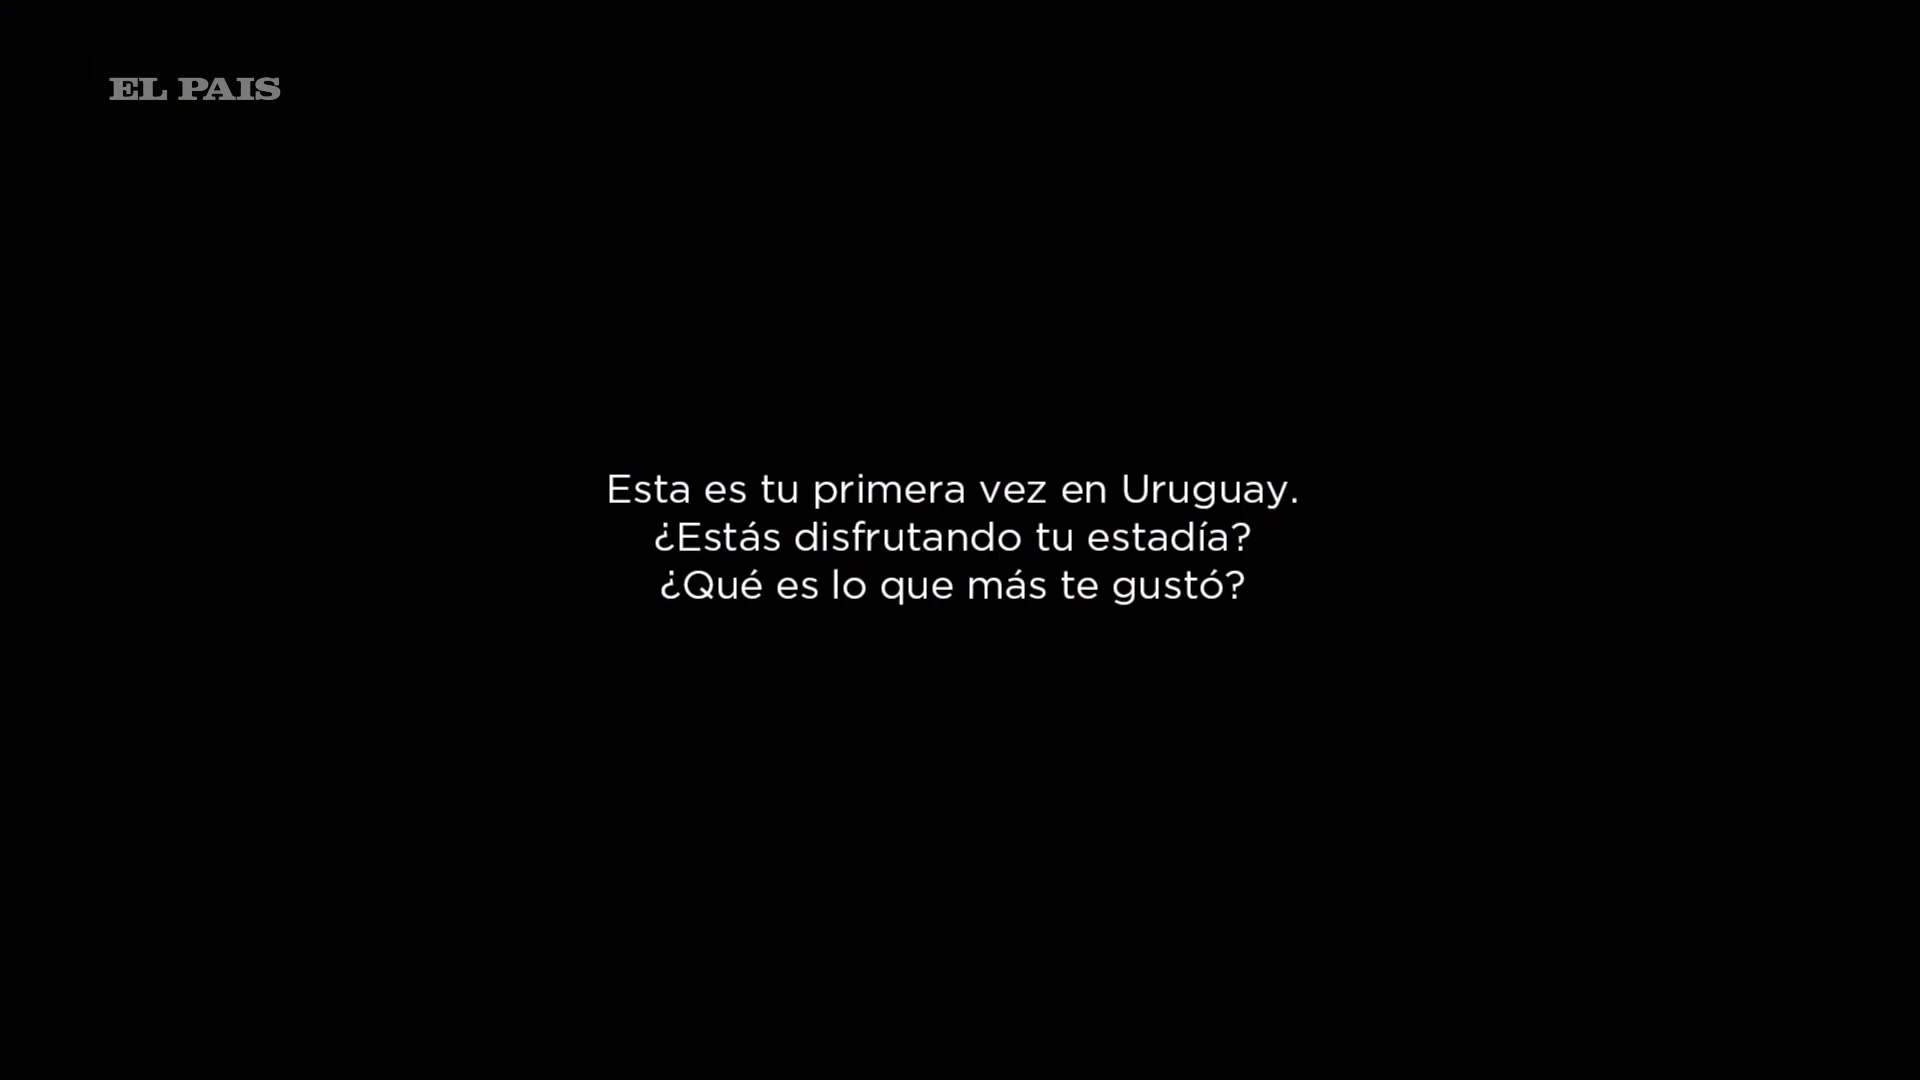 EL PAIS
Esta es tu primera vez en Uruguay.
¿Estás disfrutando tu estadía?
¿Qué es lo que más te gustó?